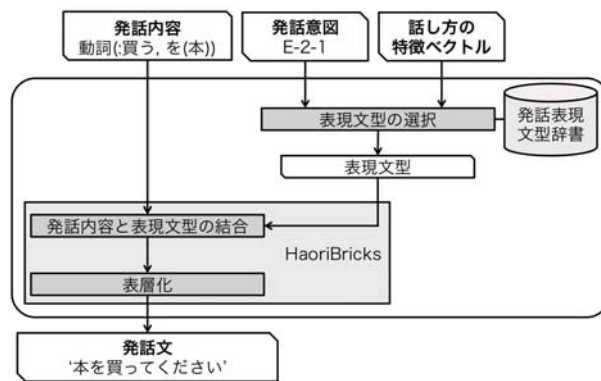 発話内容
動詞(:買う, を(本))
発話意図
E-2-1
話し方の
特徴ベクトル
表現文型の選択
発話表現
文型辞書
表現文型
発話内容と表現文型の結合
HaoriBricks
表層化
発話文
‘本を買ってください’